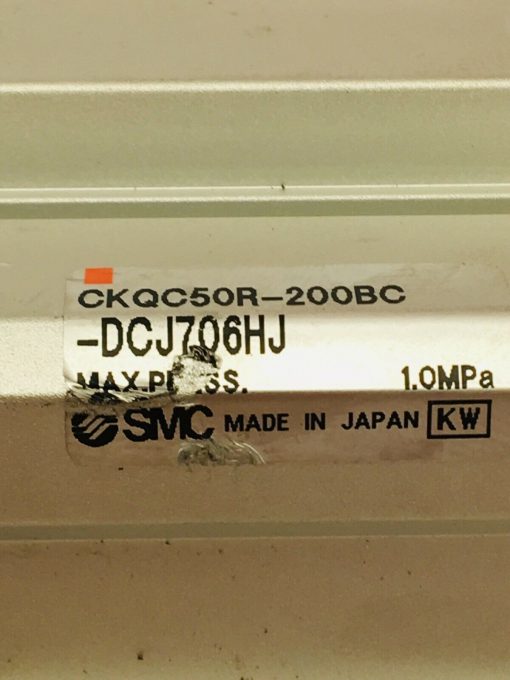 CKQC50R-200BC
-DCJ706HJ
1.0MPa
SMC MADE IN JAPAN KW